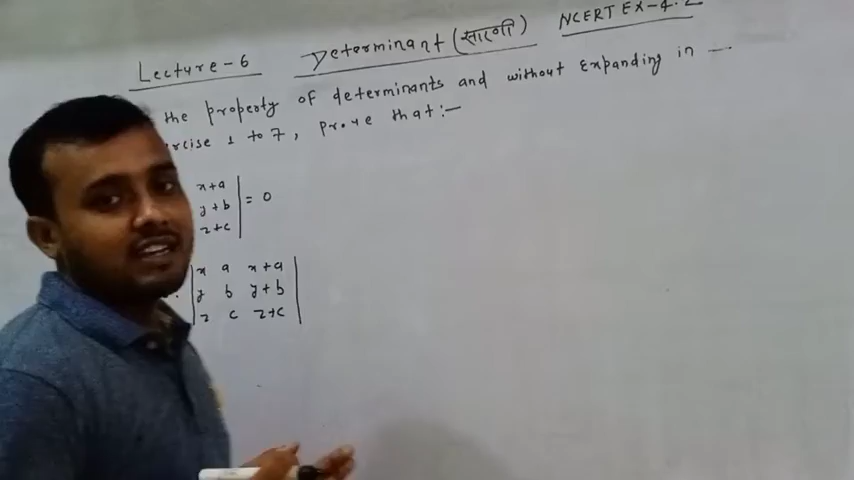 Lecture-6 Determinant (सारणी) NCERT EX-4.2
the property of determinants and without expanding in —
rcise 1 to 7, prove that:—
x+a
y+b = 0
z+c
x a x+a
y b y+b
z c z+c